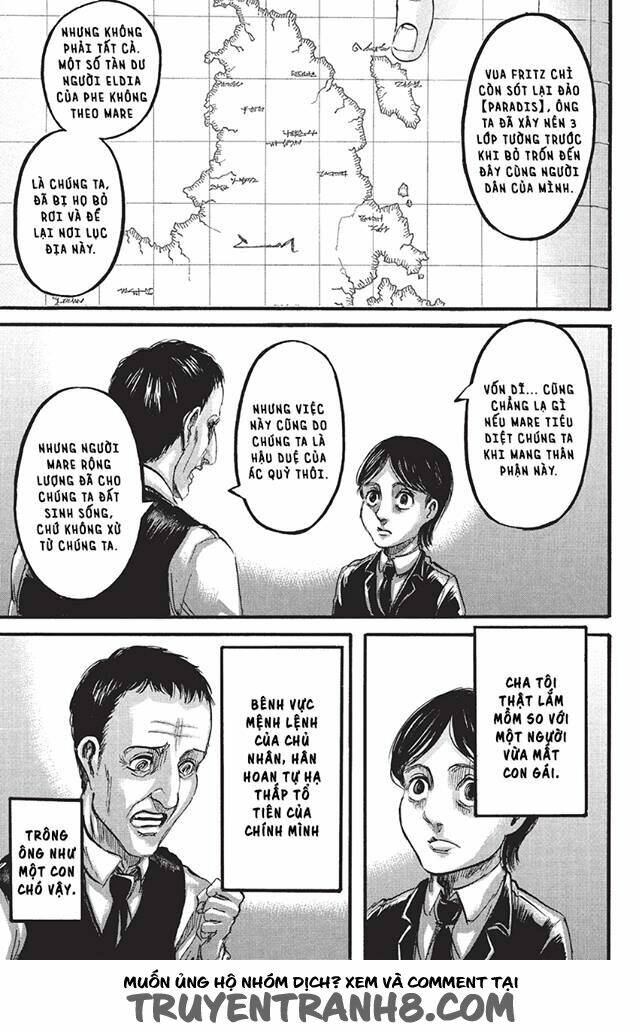 VUA FRITZ CHỈ
CÒN SÓT LẠI ĐẢO
[PARADIS], ÔNG
TA ĐÃ XÂY NÊN 3
LỚP TƯỜNG TRƯỚC
KHI BỎ TRỐN ĐẾN
ĐÂY CÙNG NGƯỜI
DÂN CỦA MÌNH.
NHƯNG KHÔNG
PHẢI TẤT CẢ.
MỘT SỐ TÀN DƯ
NGƯỜI ELDIA
CỦA PHE KHÔNG
THEO MARE
LÀ CHÚNG TA,
ĐÃ BỊ HỌ BỎ
RƠI VÀ ĐỂ
LẠI NƠI LỤC
ĐỊA NÀY.
VỐN DĨ... CŨNG
CHẲNG LẠ GÌ
NẾU MARE TIÊU
DIỆT CHÚNG TA
KHI MANG THÂN
PHẬN NÀY.
NHƯNG VIỆC
NÀY CŨNG DO
CHÚNG TA LÀ
HẬU DUỆ CỦA
ÁC QUỶ THÔI.
NHƯNG NGƯỜI
MARE RỘNG
LƯỢNG ĐÃ CHO
CHÚNG TA ĐẤT
SINH SỐNG,
CHỨ KHÔNG XỬ
TỬ CHÚNG TA.
CHA TÔI
THẬT LẮM
MỒM SO VỚI
MỘT NGƯỜI
VỪA MẤT
CON GÁI.
BÊNH VỰC
MỆNH LỆNH
CỦA CHỦ
NHÂN, HÂN
HOAN TỰ HẠ
THẤP TỔ
TIÊN CỦA
CHÍNH MÌNH
TRÔNG
ÔNG NHƯ
MỘT CON
CHÓ VẬY.
MUỐN ỦNG HỘ NHÓM DỊCH? XEM VÀ COMMENT TẠI
TRUYENTRANH8.COM